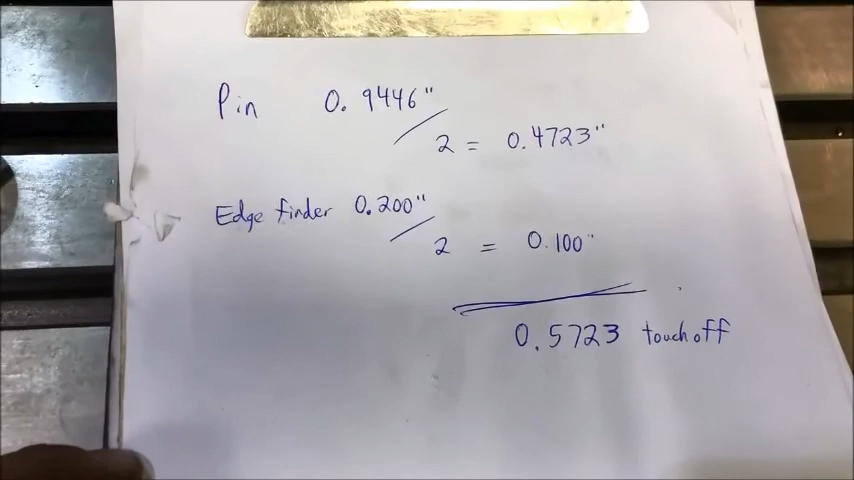 Pin 0.9446"
/2 = 0.4723"
Edge finder 0.200"
/2 = 0.100"
0.5723 touch off